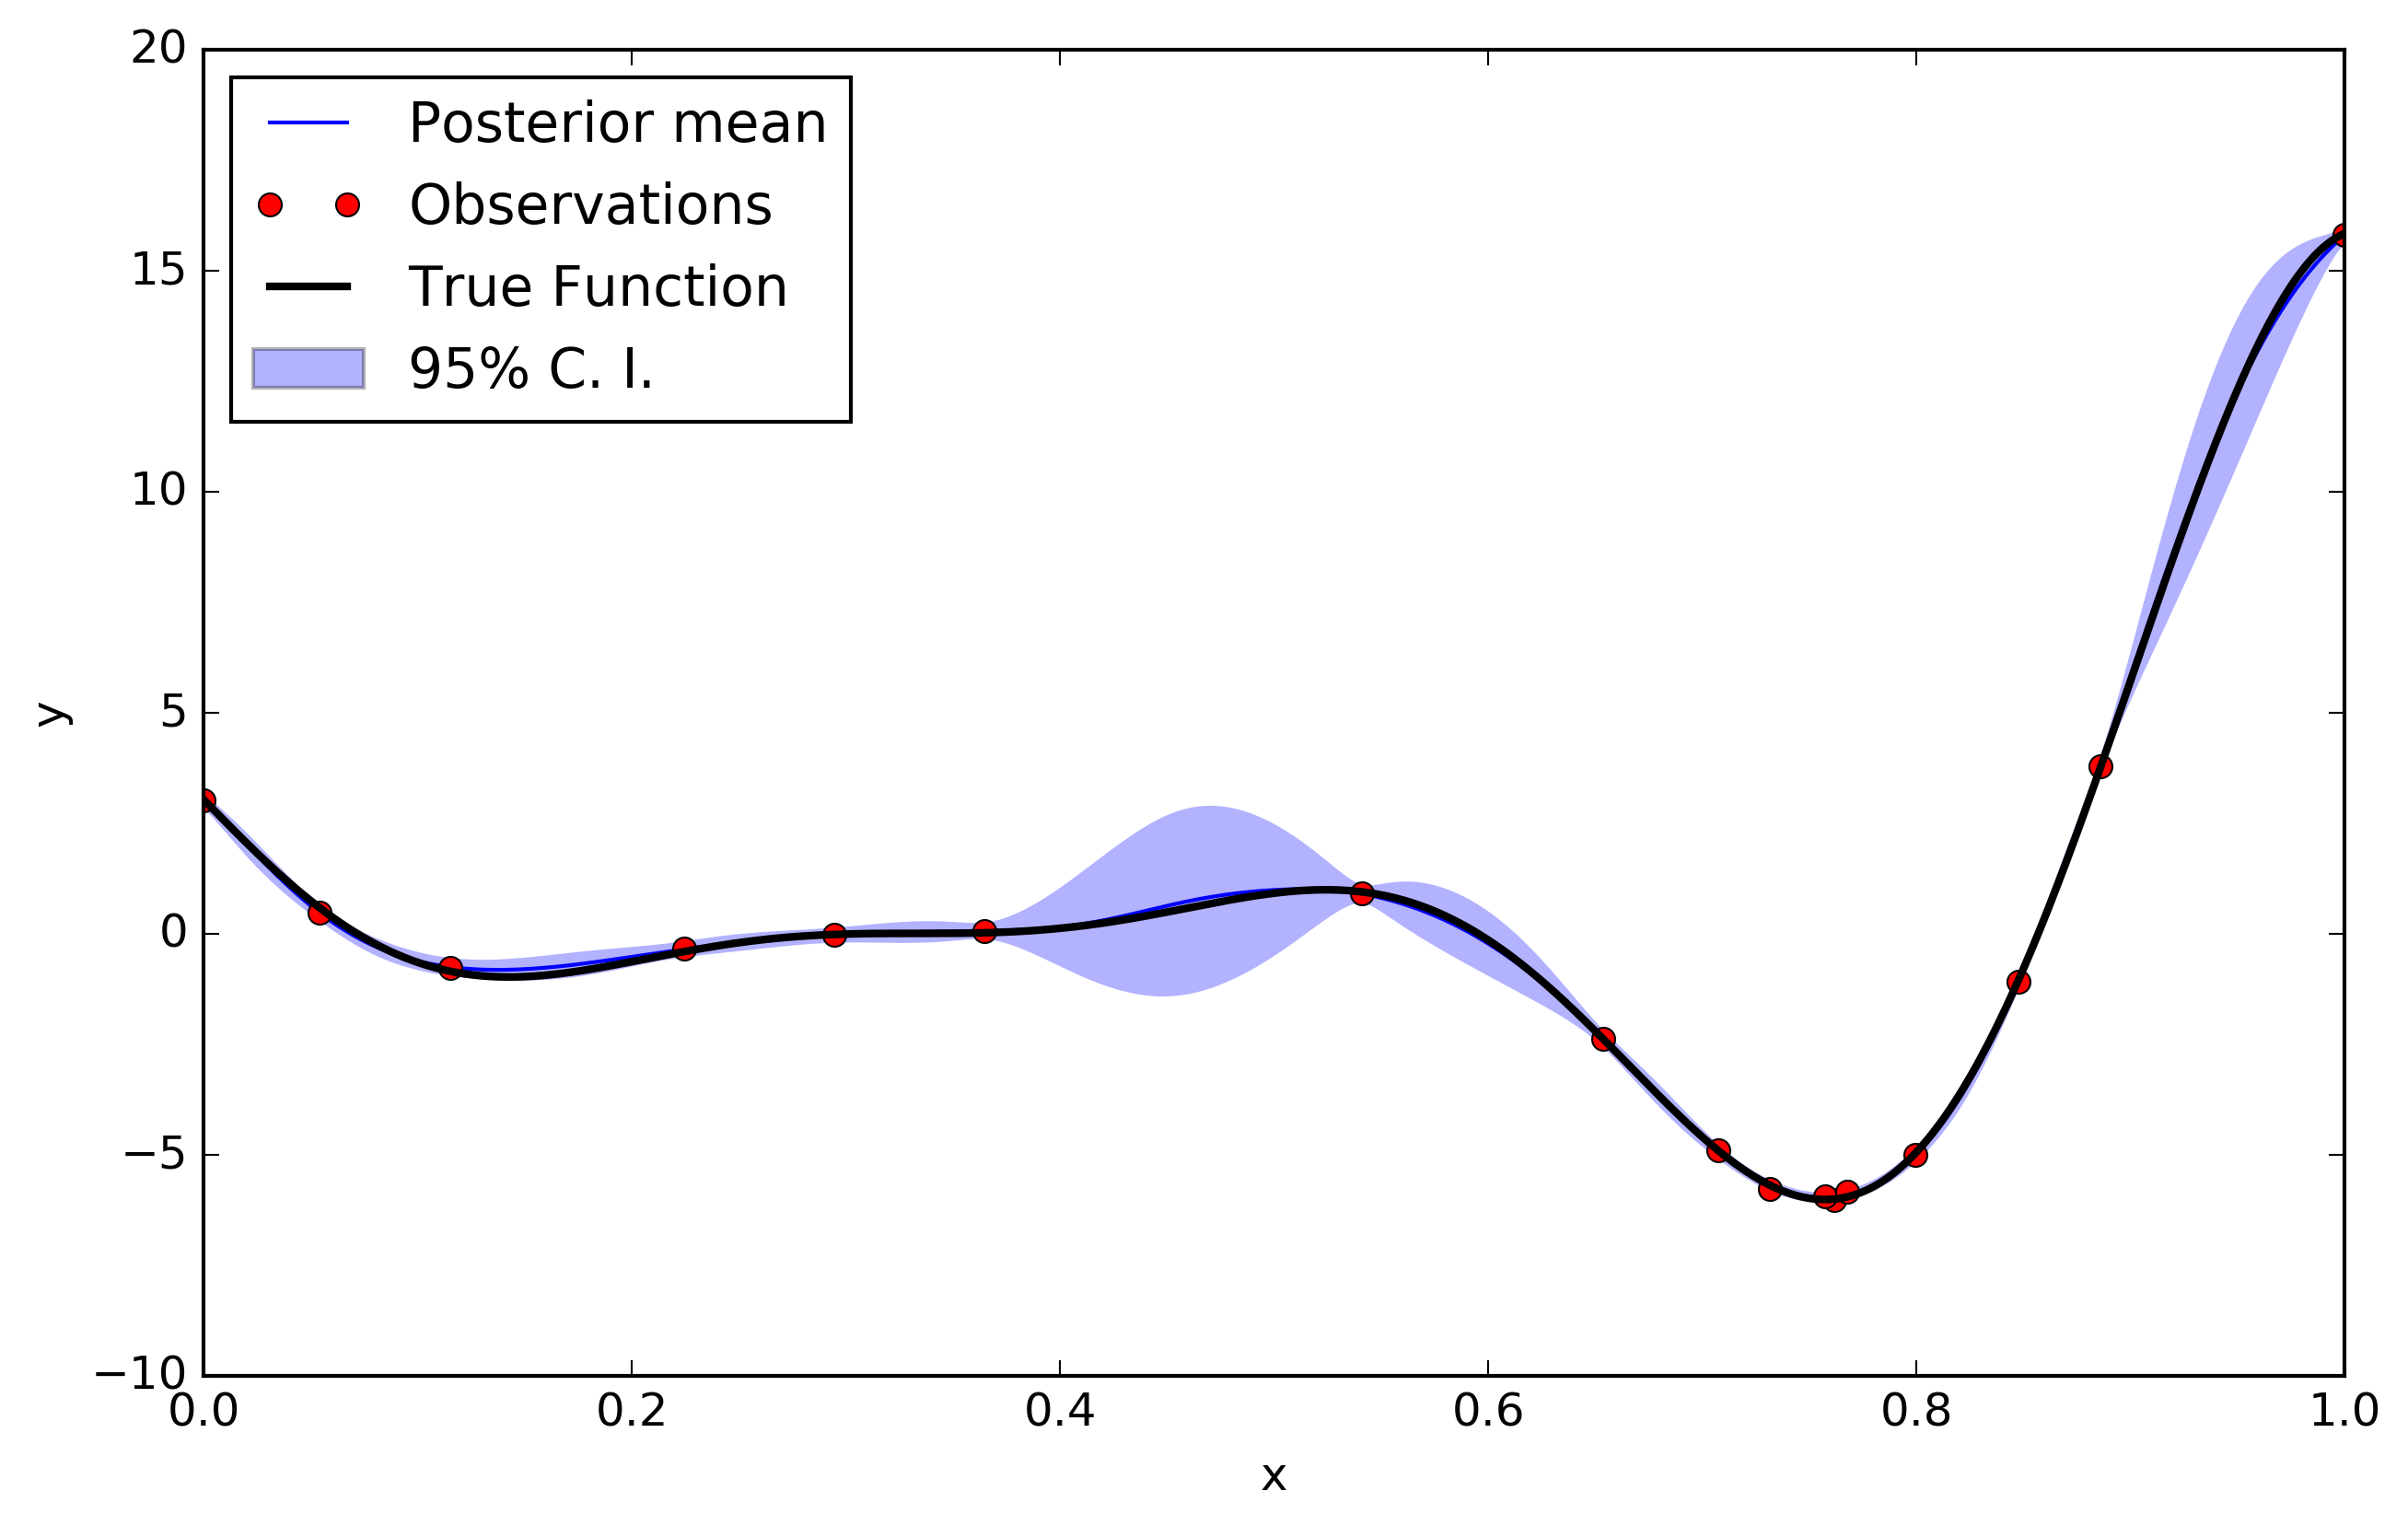 20
15
10
5
0
−5
−10
Posterior mean
Observations
True Function
95% C. I.
y
0.0 0.2 0.4 0.6 0.8 1.0
x